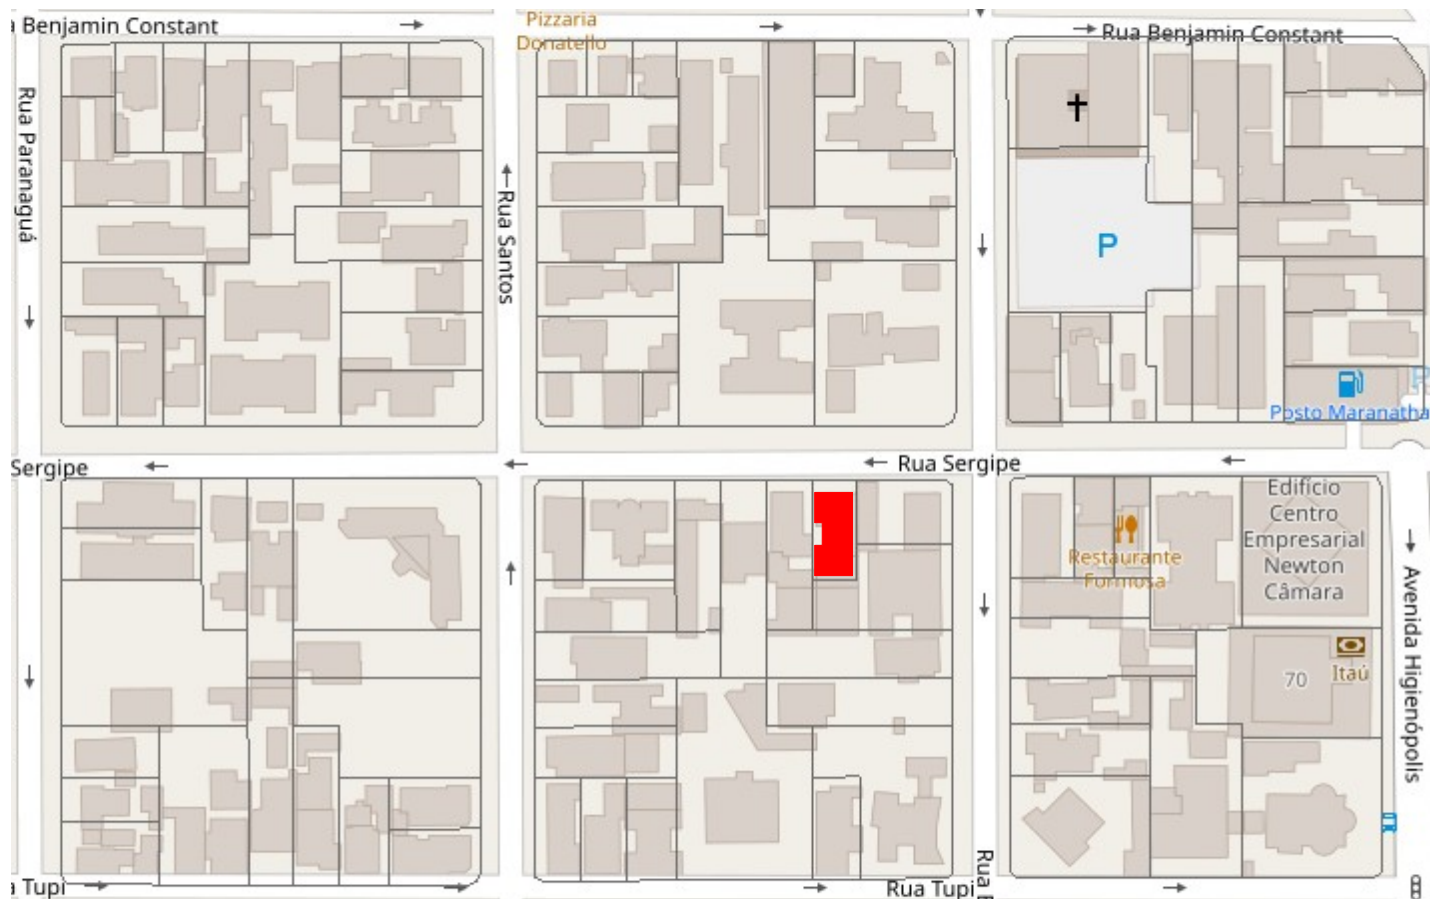 Benjamin Constant
Pizzaria
Donatello
Rua Benjamin Constant
Rua Paranaguá
Rua Santos
P
P
Posto Maranatha
Sergipe
Rua Sergipe
Edifício
Centro
Empresarial
Newton
Câmara
Restaurante
Formosa
Avenida Higienópolis
Itaú
70
Tupi
Rua Tupi
Rua